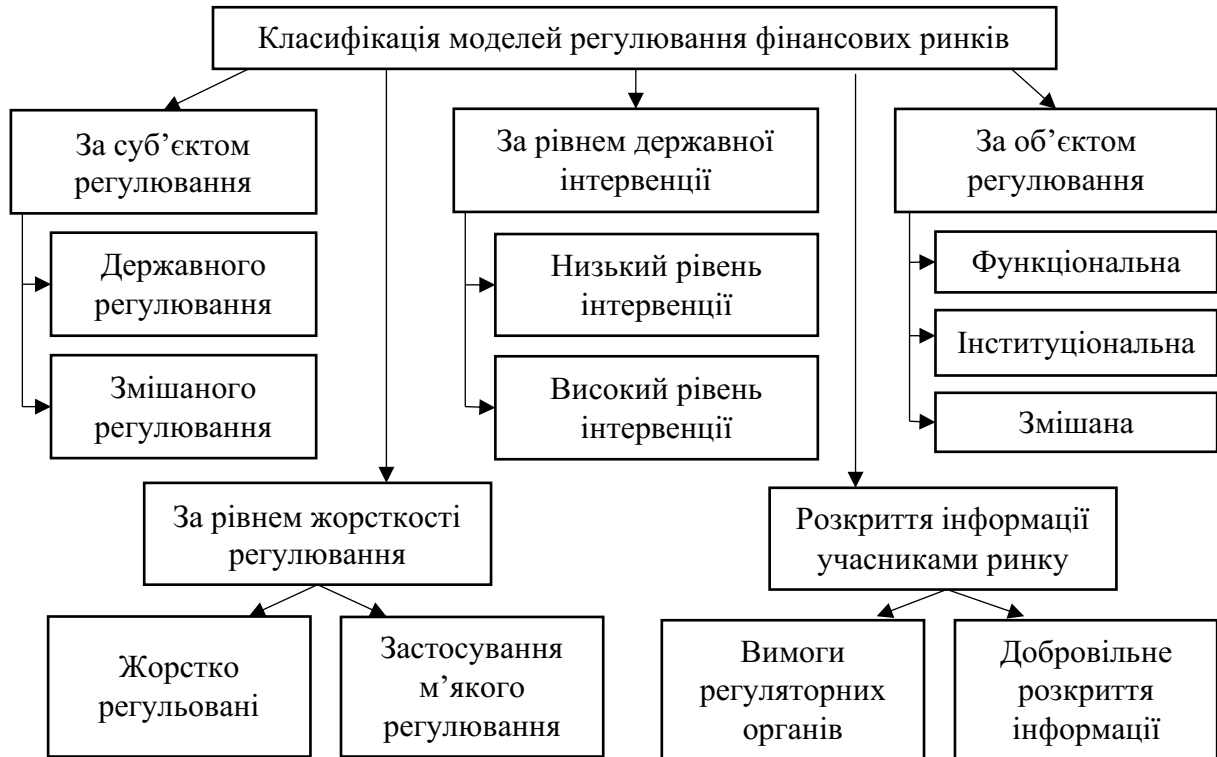 Класифікація моделей регулювання фінансових ринків
За суб’єктом
регулювання
Державного
регулювання
Змішаного
регулювання
За рівнем державної
інтервенції
Низький рівень
інтервенції
Високий рівень
інтервенції
За об’єктом
регулювання
Функціональна
Інституціональна
Змішана
За рівнем жорсткості
регулювання
Жорстко
регульовані
Застосування
м’якого
регулювання
Розкриття інформації
учасниками ринку
Вимоги
регуляторних
органів
Добровільне
розкриття
інформації